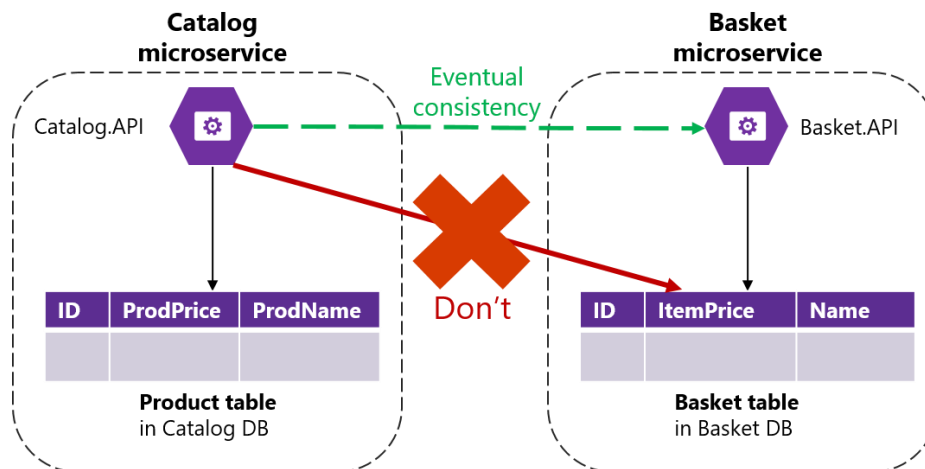 Catalog
microservice
Basket
microservice
Eventual
consistency
Catalog.API
Basket.API
Don’t
ID ProdPrice ProdName
ID ItemPrice Name
Product table
in Catalog DB
Basket table
in Basket DB